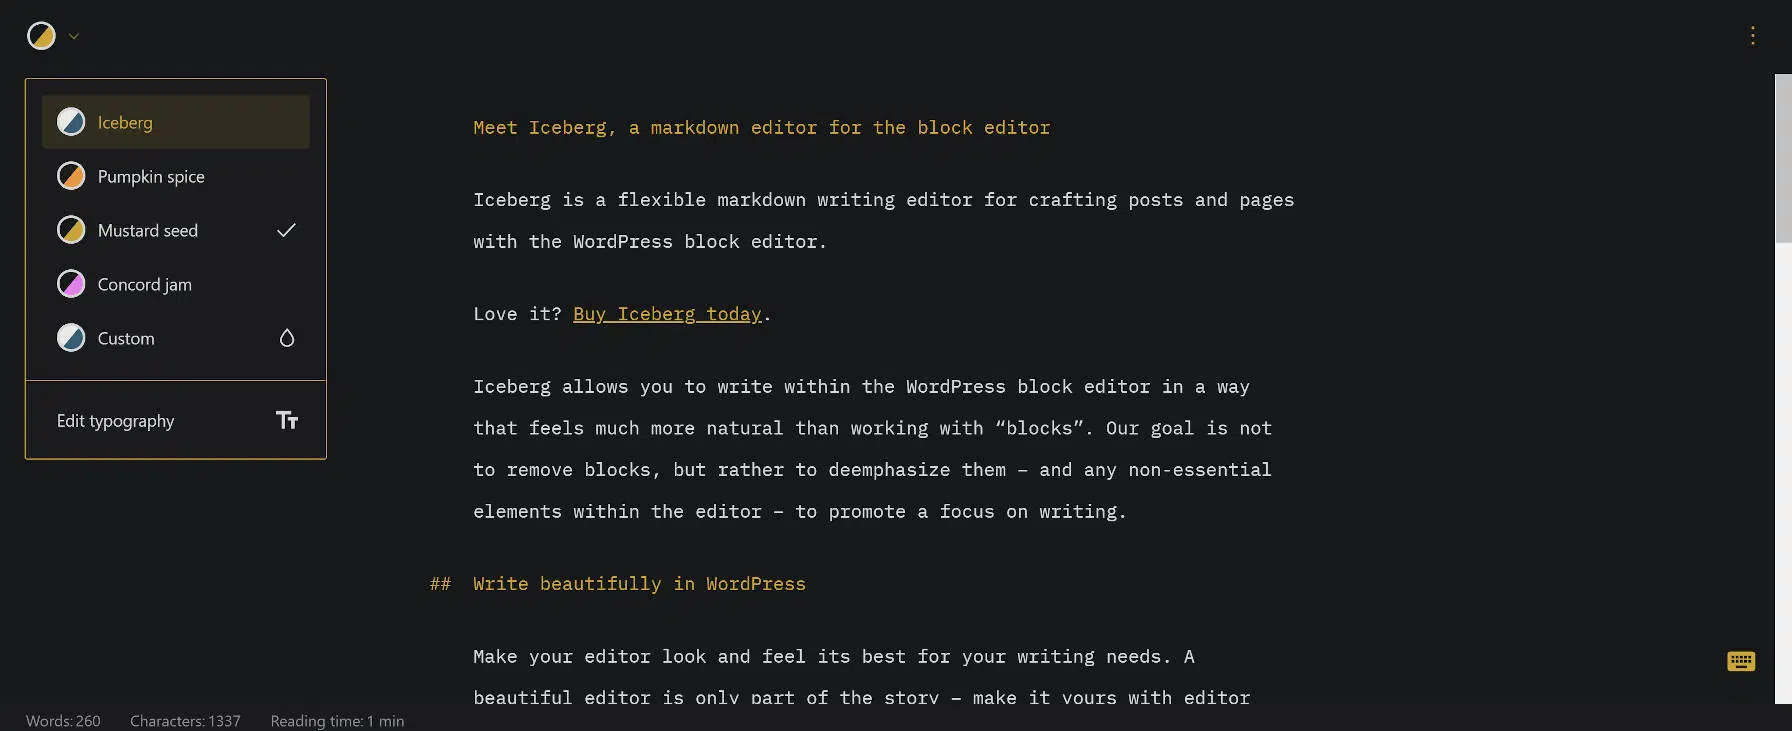 Iceberg
Pumpkin spice
Mustard seed
Concord jam
Custom
Edit typography
Meet Iceberg, a markdown editor for the block editor
Iceberg is a flexible markdown writing editor for crafting posts and pages
with the WordPress block editor.
Love it? Buy Iceberg today.
Iceberg allows you to write within the WordPress block editor in a way
that feels much more natural than working with “blocks”. Our goal is not
to remove blocks, but rather to deemphasize them – and any non-essential
elements within the editor – to promote a focus on writing.
## Write beautifully in WordPress
Make your editor look and feel its best for your writing needs. A
beautiful editor is only part of the story – make it yours with editor
Words: 260 Characters: 1337 Reading time: 1 min